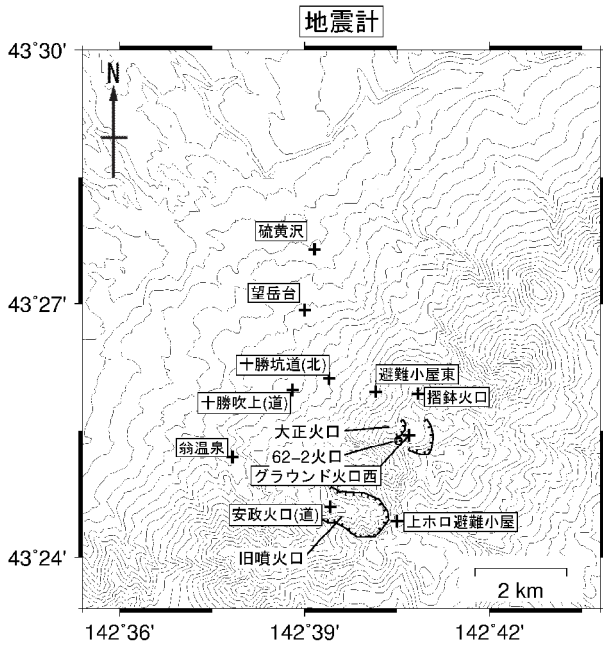 地震計
43°30'
N
硫黄沢
43°27'
望岳台
十勝坑道(北)
避難小屋東
十勝吹上(道)
摺鉢火口
大正火口
翁温泉
62-2火口
グラウンド火口西
安政火口(道)
上ホロ避難小屋
43°24'
旧噴火口
2 km
142°36'
142°39'
142°42'